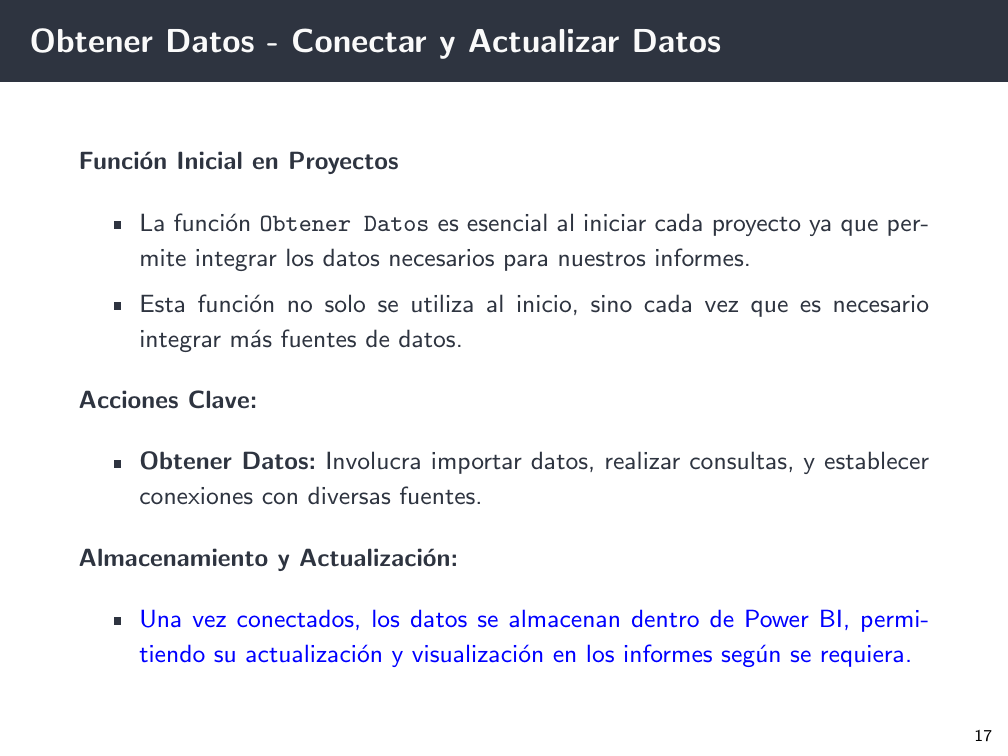 Obtener Datos - Conectar y Actualizar Datos
Función Inicial en Proyectos
▪ La función Obtener Datos es esencial al iniciar cada proyecto ya que per-
mite integrar los datos necesarios para nuestros informes.
▪ Esta función no solo se utiliza al inicio, sino cada vez que es necesario
integrar más fuentes de datos.
Acciones Clave:
▪ Obtener Datos: Involucra importar datos, realizar consultas, y establecer
conexiones con diversas fuentes.
Almacenamiento y Actualización:
▪ Una vez conectados, los datos se almacenan dentro de Power BI, permi-
tiendo su actualización y visualización en los informes según se requiera.
17